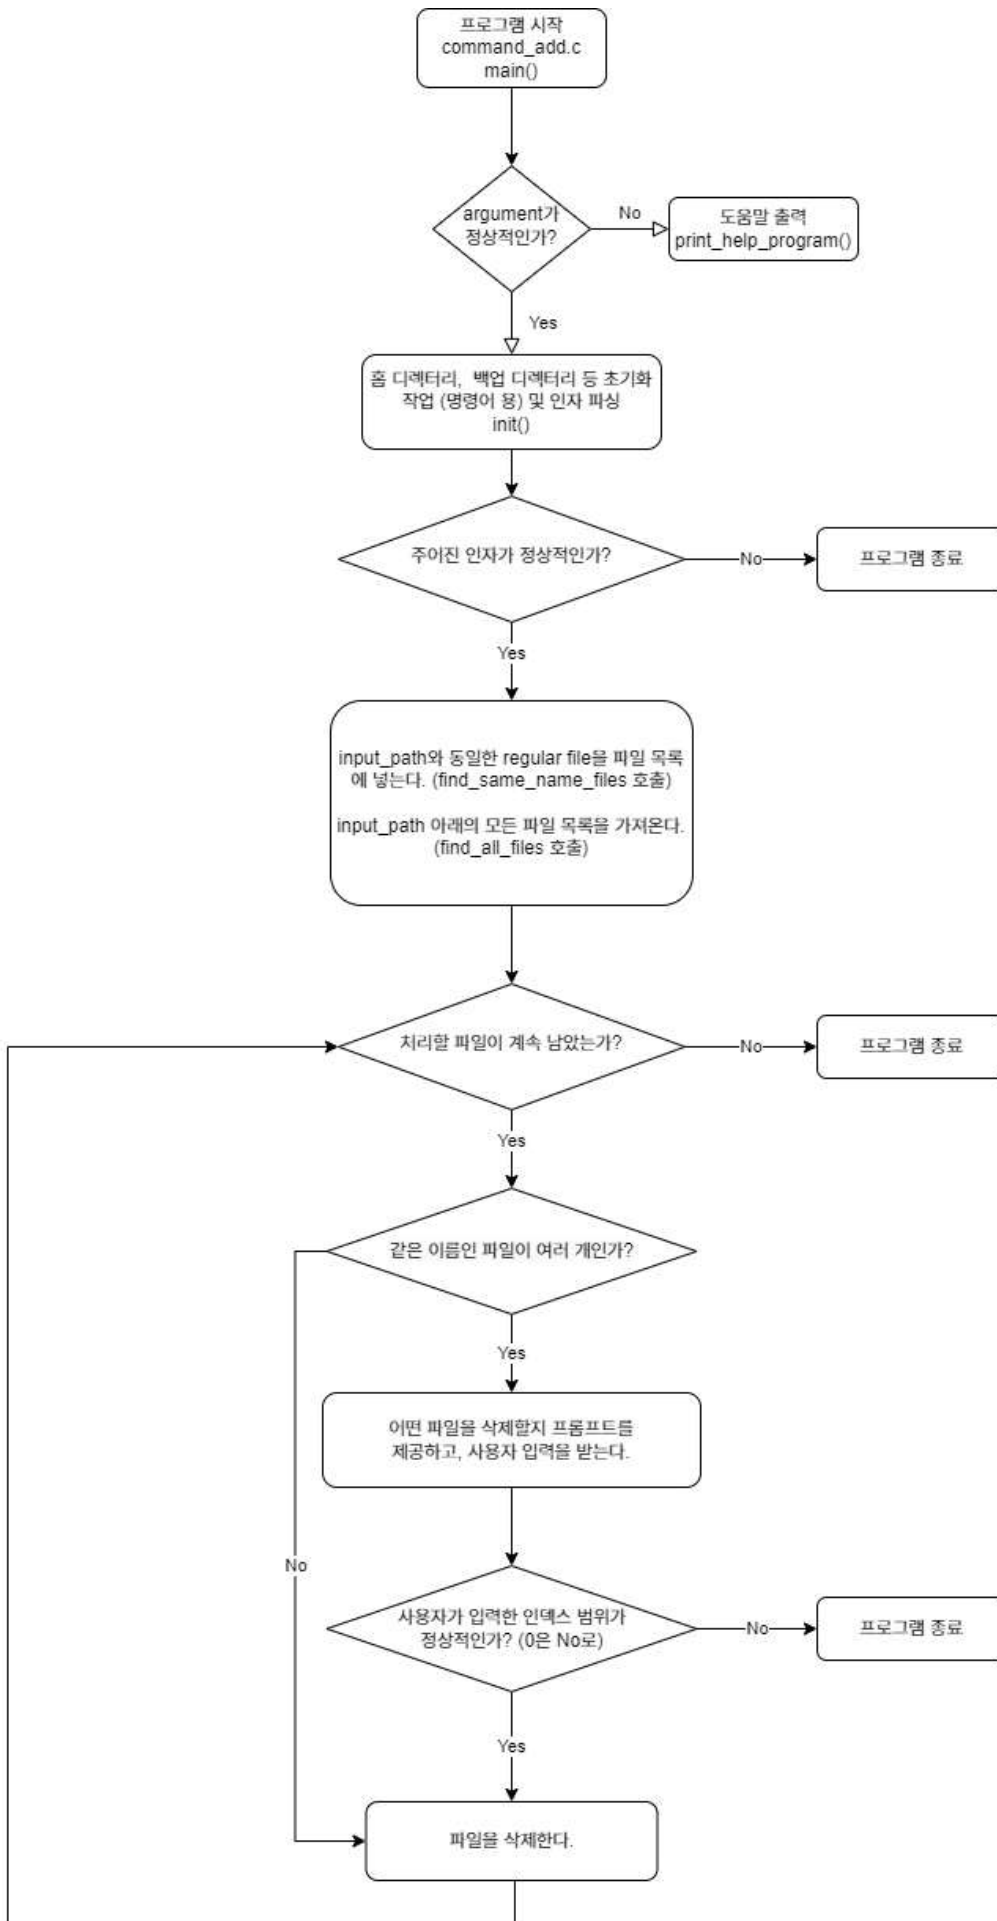 프로그램 시작
command_add.c
main()
argument가
정상적인가?
No
도움말 출력
print_help_program()
Yes
홈 디렉터리, 백업 디렉터리 등 초기화
작업 (명령어 용) 및 인자 파싱
init()
주어진 인자가 정상적인가?
No
프로그램 종료
Yes
input_path와 동일한 regular file을 파일 목록
에 넣는다. (find_same_name_files 호출)
input_path 아래의 모든 파일 목록을 가져온다.
(find_all_files 호출)
처리할 파일이 계속 남았는가?
No
프로그램 종료
Yes
같은 이름인 파일이 여러 개인가?
Yes
어떤 파일을 삭제할지 프롬프트를
제공하고, 사용자 입력을 받는다.
No
사용자가 입력한 인덱스 범위가
정상적인가? (0은 No로)
No
프로그램 종료
Yes
파일을 삭제한다.